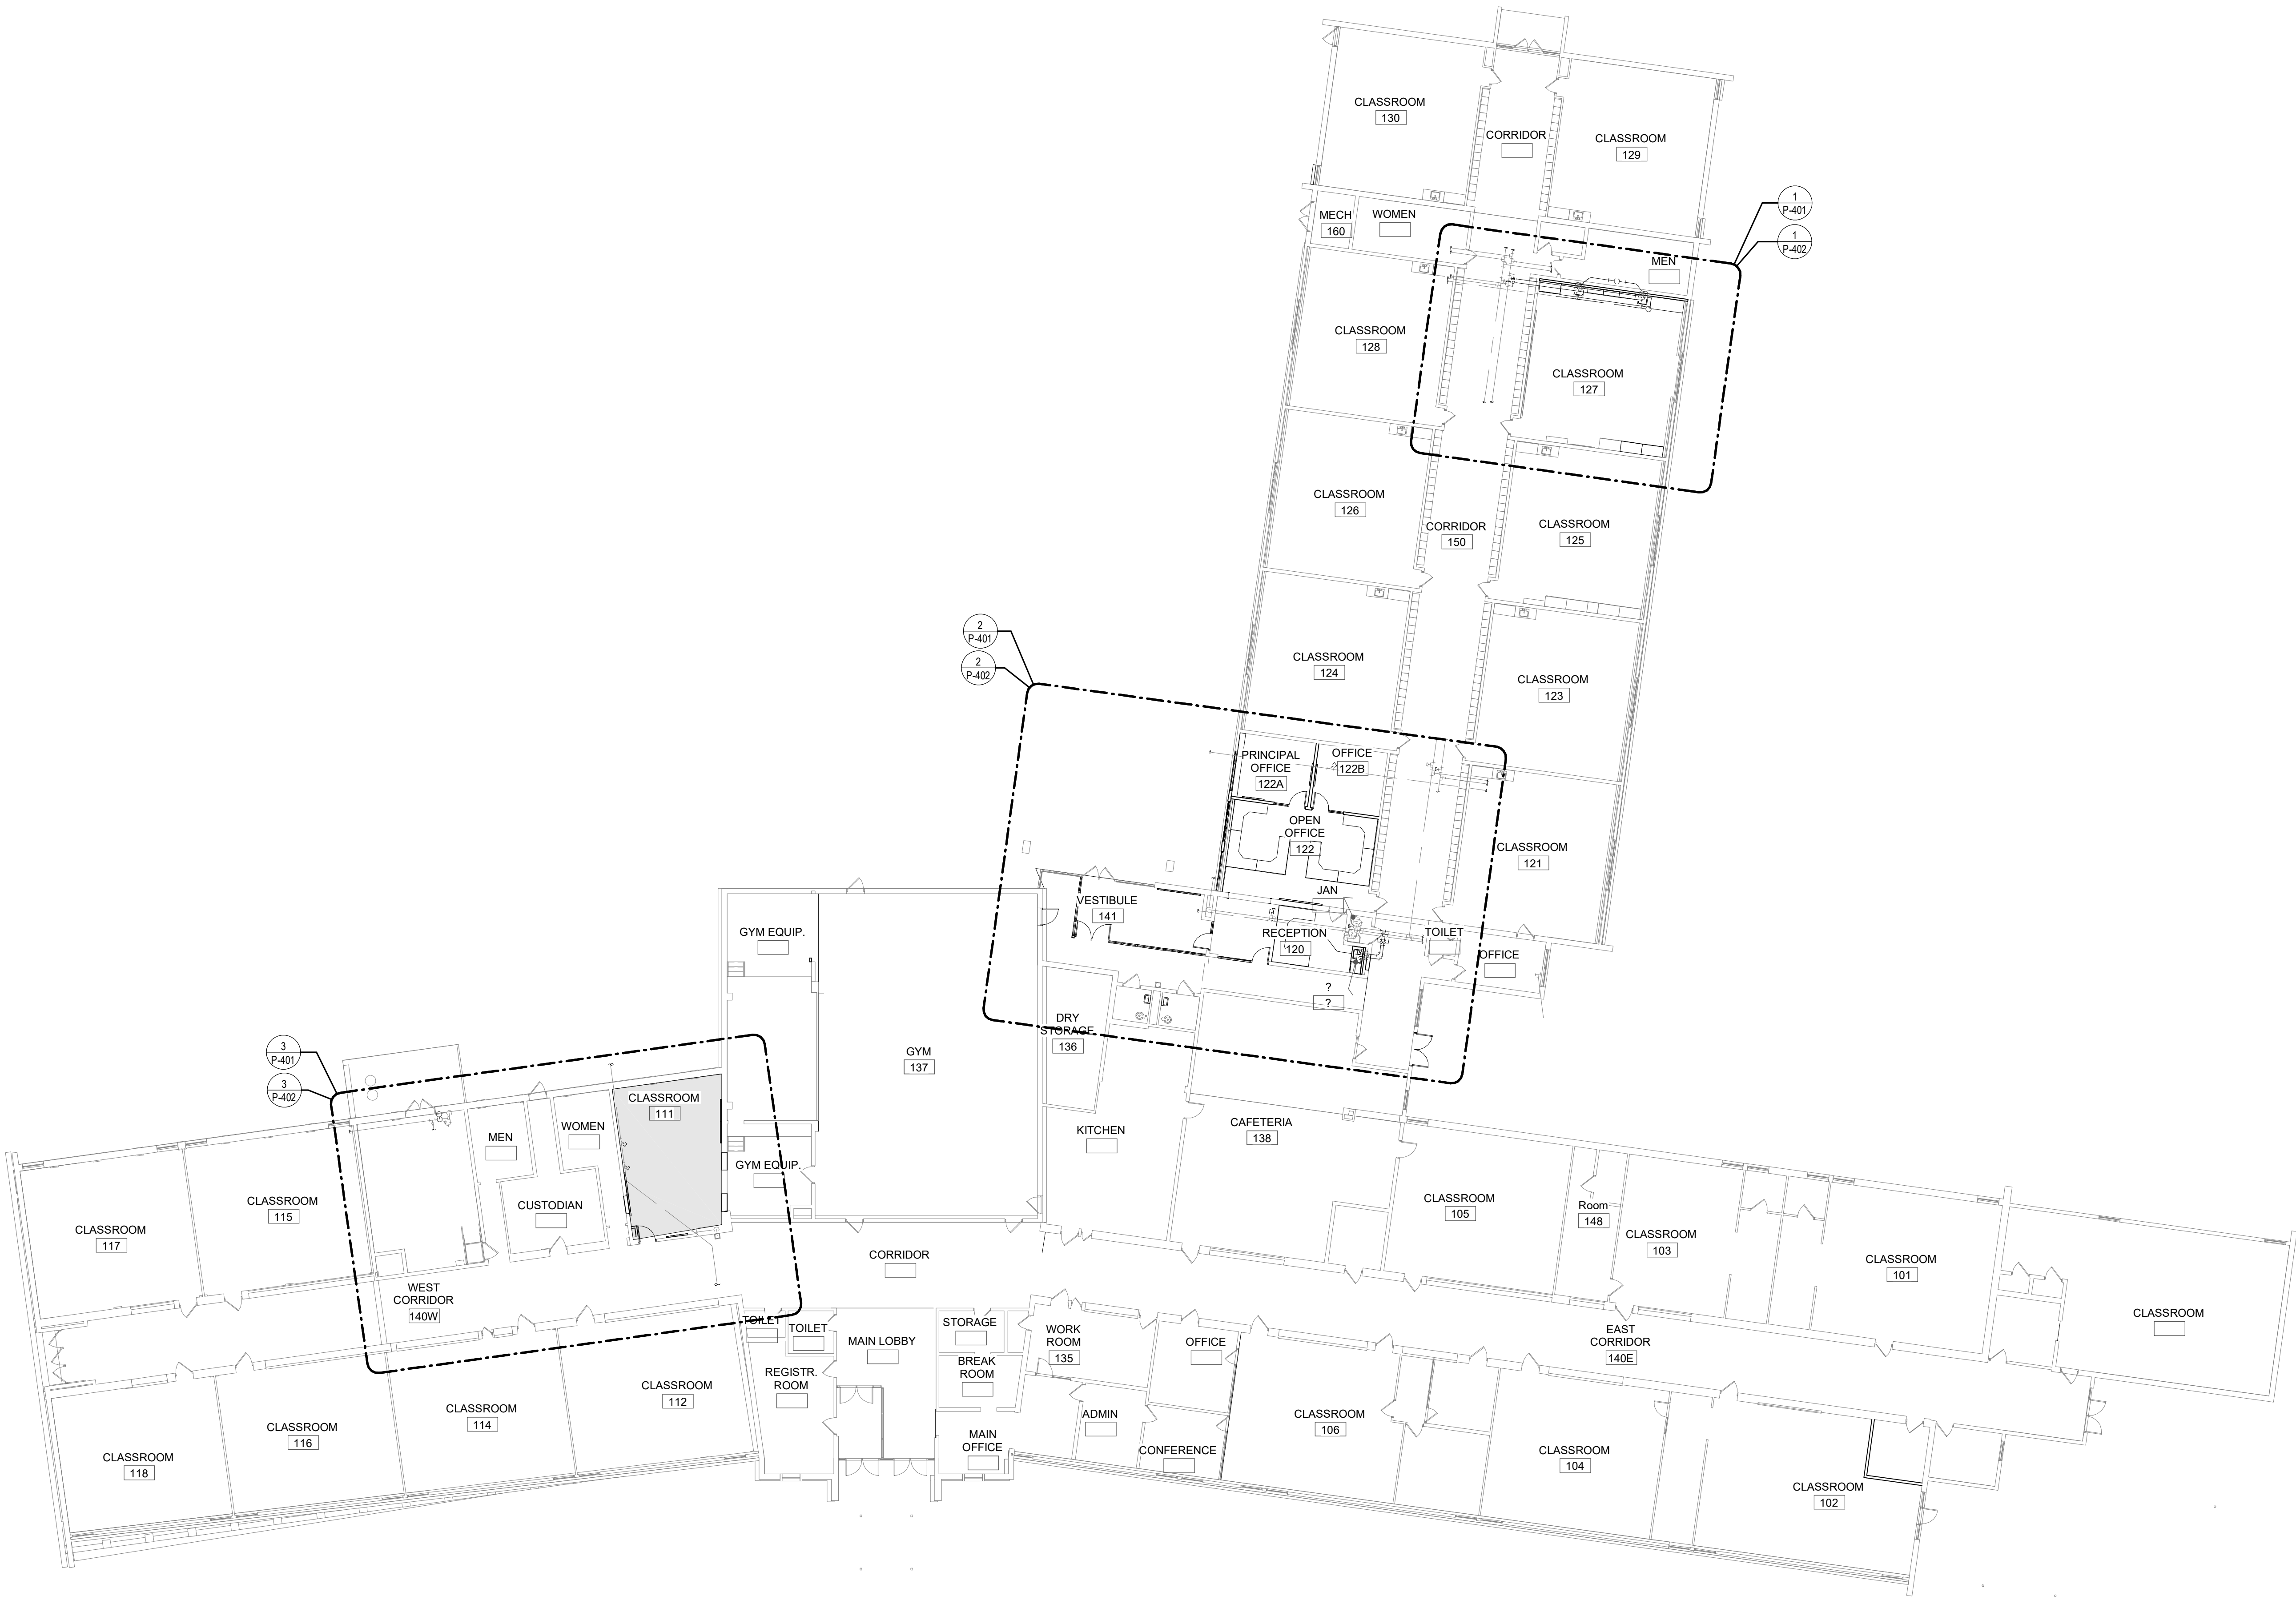 CLASSROOM
130
CORRIDOR
CLASSROOM
129
1
P-401
1
P-402
MECH
160
WOMEN
MEN
CLASSROOM
128
CLASSROOM
127
CLASSROOM
126
CORRIDOR
150
CLASSROOM
125
2
P-401
2
P-402
CLASSROOM
124
CLASSROOM
123
PRINCIPAL
OFFICE
122A
OFFICE
122B
OPEN
OFFICE
122
CLASSROOM
121
JAN
VESTIBULE
141
RECEPTION
120
TOILET
OFFICE
GYM EQUIP.
?
?
DRY
STORAGE
136
GYM
137
3
P-401
3
P-402
CLASSROOM
111
MEN
WOMEN
KITCHEN
CAFETERIA
138
GYM EQUIP.
CUSTODIAN
CLASSROOM
117
CLASSROOM
115
CLASSROOM
105
Room
148
CLASSROOM
103
CLASSROOM
101
CLASSROOM
CORRIDOR
WEST
CORRIDOR
140W
TOILET
TOILET
MAIN LOBBY
STORAGE
WORK
ROOM
135
OFFICE
EAST
CORRIDOR
140E
BREAK
ROOM
REGISTR.
ROOM
CLASSROOM
112
CLASSROOM
114
CLASSROOM
116
CLASSROOM
118
ADMIN
MAIN
OFFICE
CONFERENCE
CLASSROOM
106
CLASSROOM
104
CLASSROOM
102